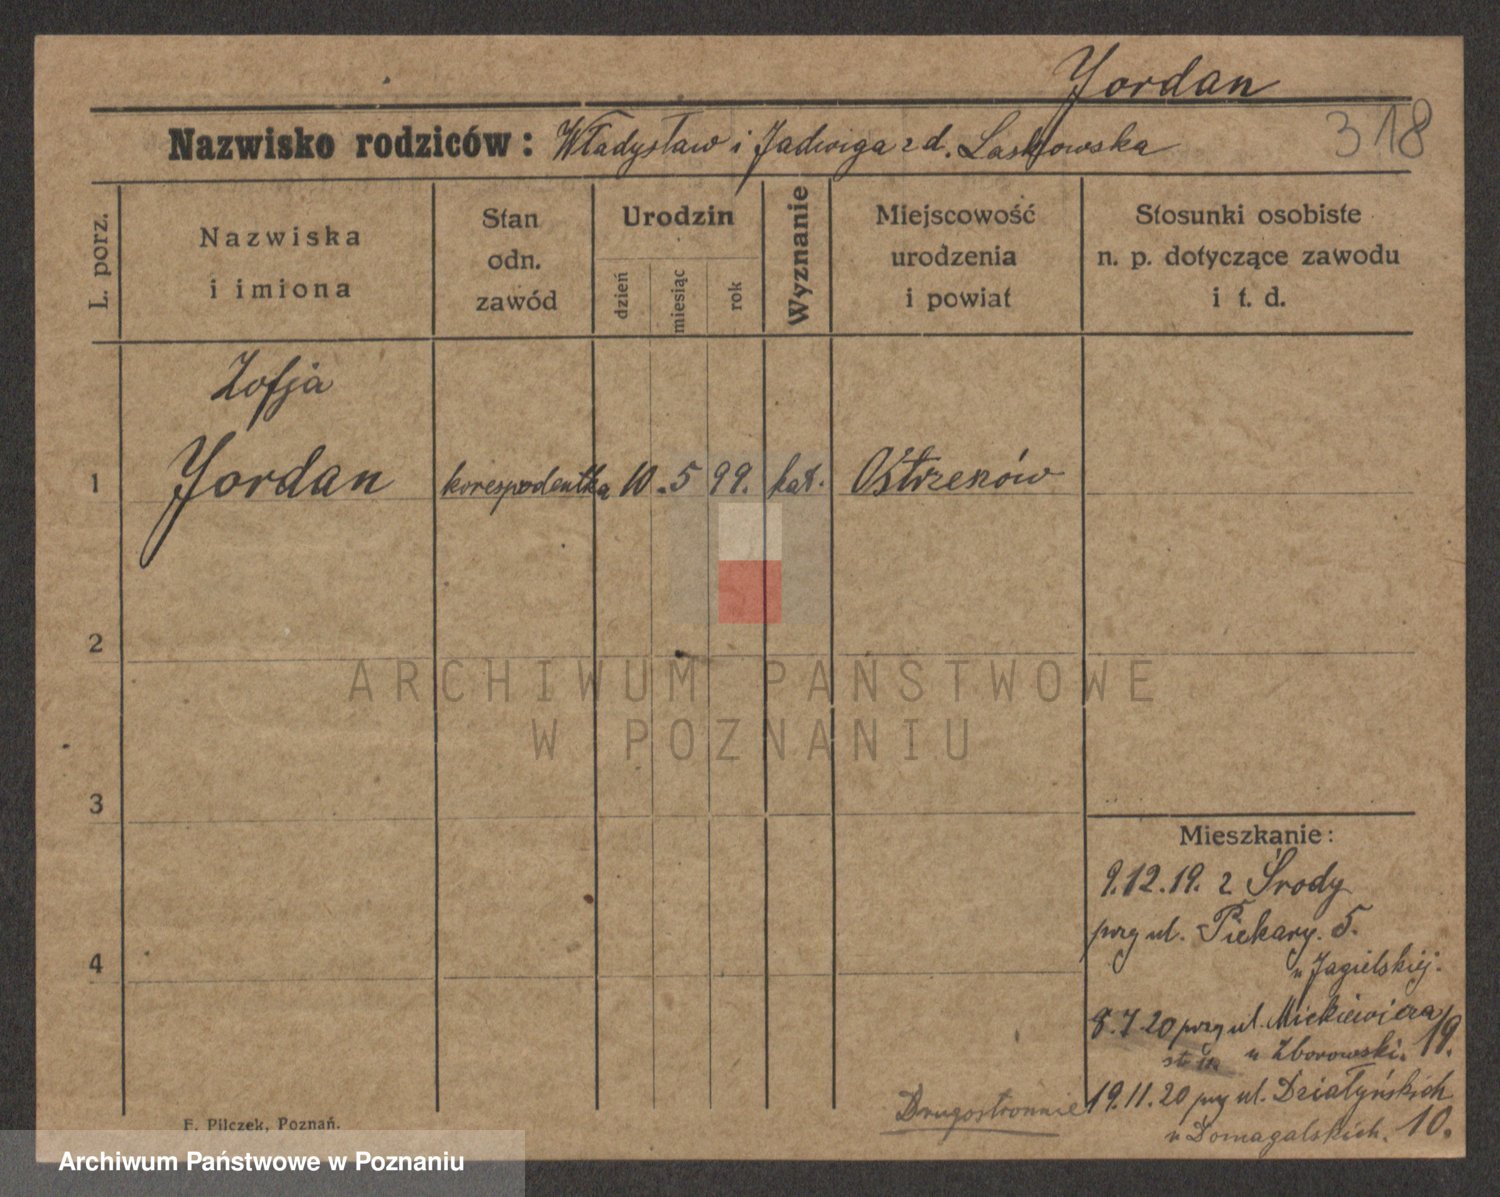 Jordan
318
Nazwisko rodziców: Władysław i Jadwiga z d. Laskowska
L. porz.
Nazwiska i imiona
Stan odn. zawód
Urodzin
dzień
miesiąc
rok
Wyznanie
Miejscowość urodzenia i powiat
Stosunki osobiste n. p. dotyczące zawodu i t. d.
Zofja
1 Jordan korespodentka 10. 5 99. kat. Ostrzeków
2
ARCHIWUM PAŃSTWOWE
W POZNANIU
3
Mieszkanie:
9.12.19. z Środy
przy ul. Piekary. 5.
u Jagielskiej.
4
8.7.20 przy ul. Mickiewicza 19.
u Zborowski.
19.11.20 przy ul. Działyńskich 10.
u Domagalskich.
Drugostronnie
F. Pilczek, Poznań.
Archiwum Państwowe w Poznaniu